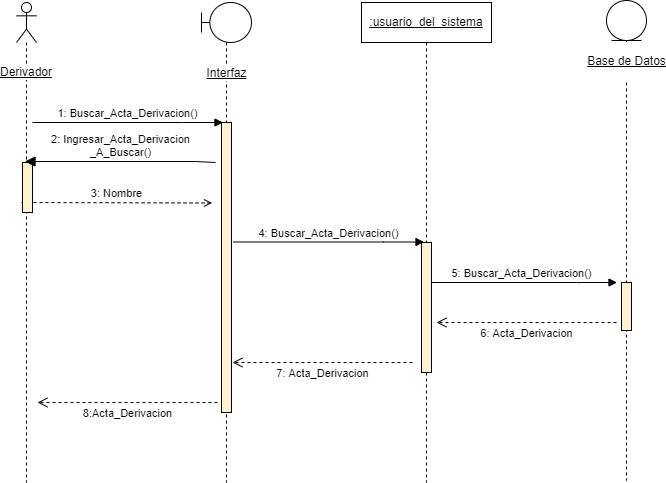 :usuario_del_sistema
Derivador
Interfaz
Base de Datos
1: Buscar_Acta_Derivacion()
2: Ingresar_Acta_Derivacion
_A_Buscar()
3: Nombre
4: Buscar_Acta_Derivacion()
5: Buscar_Acta_Derivacion()
6: Acta_Derivacion
7: Acta_Derivacion
8:Acta_Derivacion